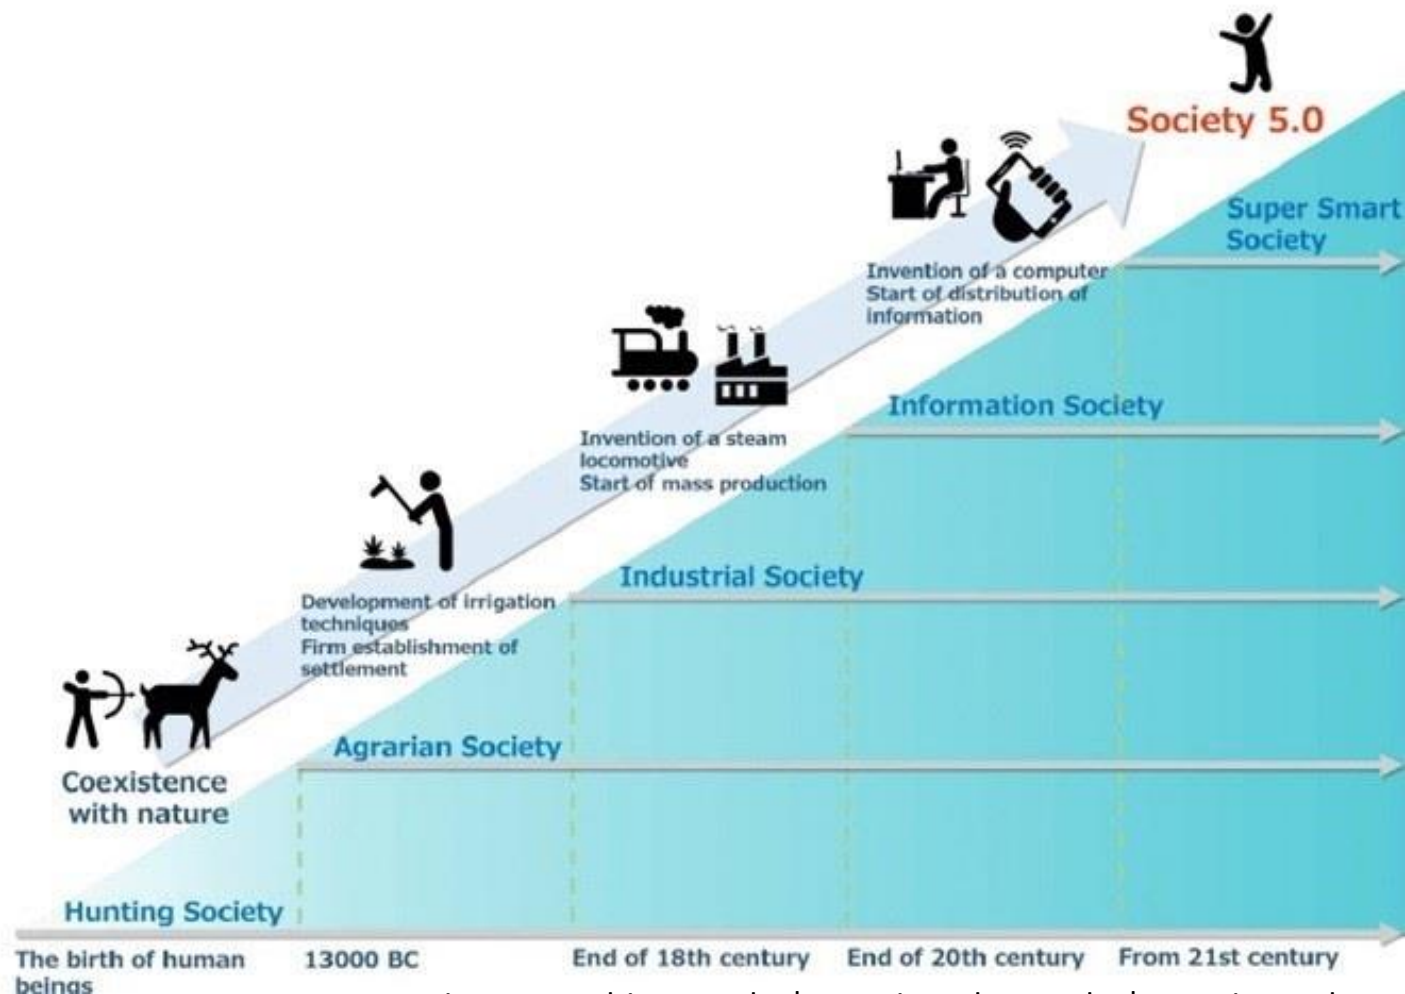 Society 5.0
Super Smart
Society
Invention of a computer
Start of distribution of
information
Information Society
Invention of a steam
locomotive
Start of mass production
Industrial Society
Development of irrigation
techniques
Firm establishment of
settlement
Agrarian Society
Coexistence
with nature
Hunting Society
The birth of human
beings
13000 BC
End of 18th century
End of 20th century
From 21st century